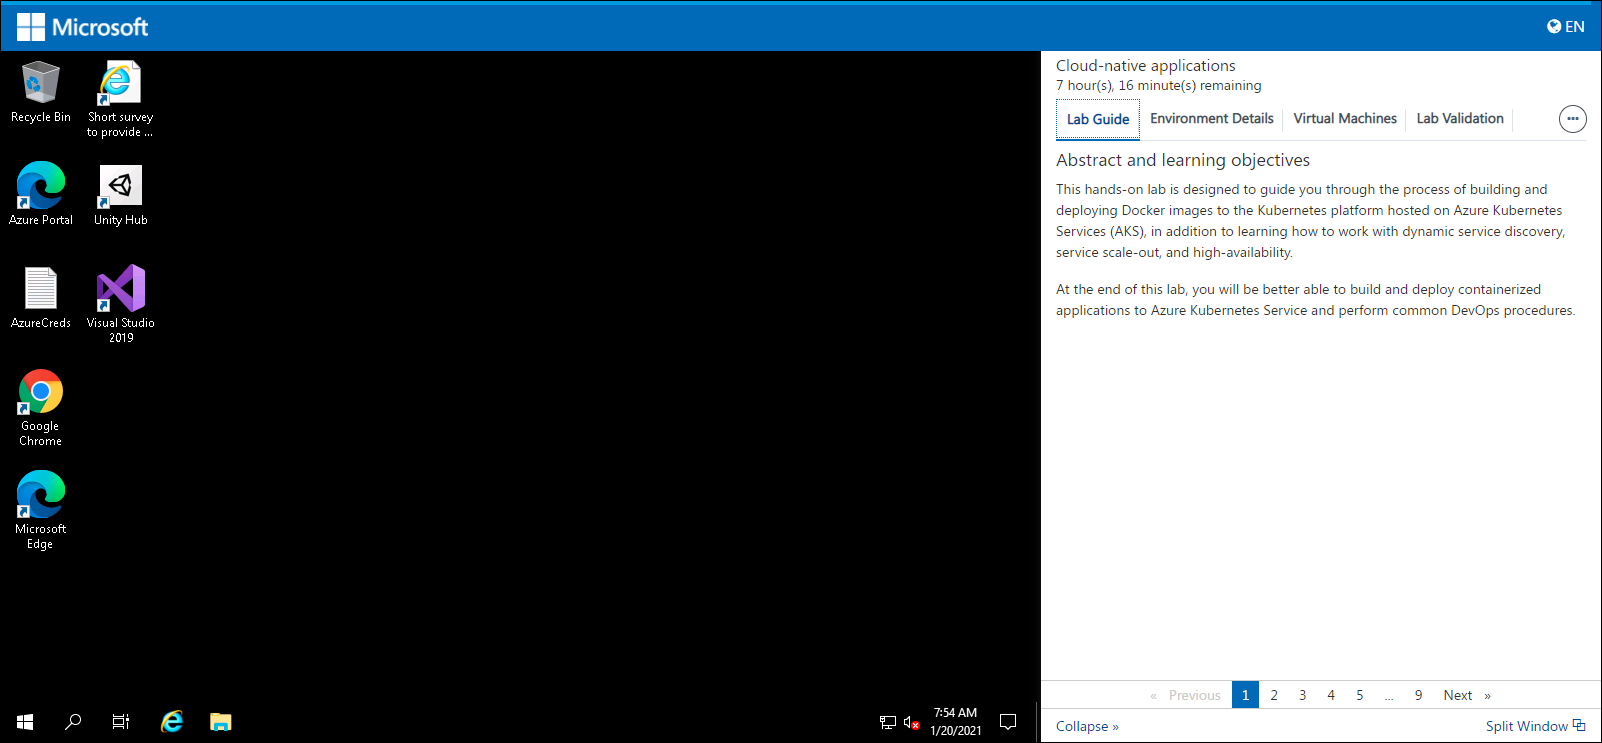 Microsoft
EN
Recycle Bin
Short survey
to provide ...
Azure Portal
Unity Hub
AzureCreds
Visual Studio
2019
Google
Chrome
Microsoft
Edge
7:54 AM
1/20/2021
Cloud-native applications
7 hour(s), 16 minute(s) remaining
Lab Guide Environment Details Virtual Machines Lab Validation
Abstract and learning objectives
This hands-on lab is designed to guide you through the process of building and
deploying Docker images to the Kubernetes platform hosted on Azure Kubernetes
Services (AKS), in addition to learning how to work with dynamic service discovery,
service scale-out, and high-availability.
At the end of this lab, you will be better able to build and deploy containerized
applications to Azure Kubernetes Service and perform common DevOps procedures.
« Previous 1 2 3 4 5 ... 9 Next »
Collapse » Split Window